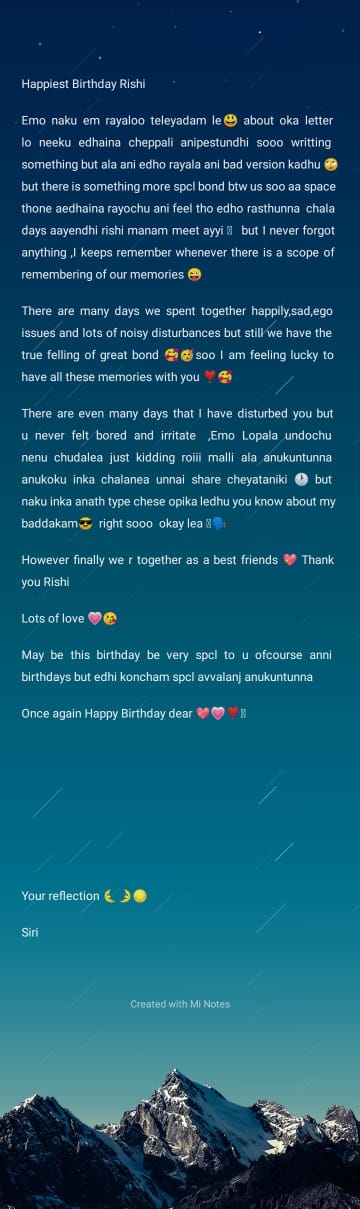 Happiest Birthday Rishi
Emo naku em rayaloo teleyadam le😃 about oka letter
lo neeku edhaina cheppali anipestundhi sooo writting
something but ala ani edho rayala ani bad version kadhu 🙄
but there is something more spcl bond btw us soo aa space
thone aedhaina rayochu ani feel tho edho rasthunna chala
days aayendhi rishi manam meet ayyi but I never forgot
anything ,I keeps remember whenever there is a scope of
remembering of our memories 😜
There are many days we spent together happily,sad,ego
issues and lots of noisy disturbances but still we have the
true felling of great bond 🥰🥳soo I am feeling lucky to
have all these memories with you ❣️🥰
There are even many days that I have disturbed you but
u never felt bored and irritate ,Emo Lopala undochu
nenu chudalea just kidding roiii malli ala anukuntunna
anukoku inka chalanea unnai share cheyataniki 🕐 but
naku inka anath type chese opika ledhu you know about my
baddakam😎 right sooo okay lea 🗣️
However finally we r together as a best friends 💖 Thank
you Rishi
Lots of love 💗😘
May be this birthday be very spcl to u ofcourse anni
birthdays but edhi koncham spcl avvalanj anukuntunna
Once again Happy Birthday dear 💖💗❣️
Your reflection 🌜🌛🌕
Siri
Created with Mi Notes